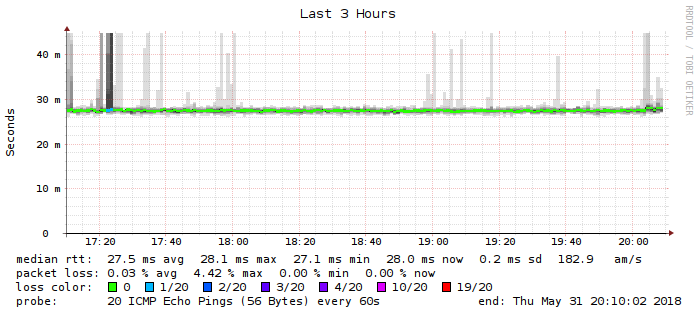 Last 3 Hours
RRDTOOL / TOBI OETIKER
Seconds
40 m
30 m
20 m
10 m
0
17:20 17:40 18:00 18:20 18:40 19:00 19:20 19:40 20:00
median rtt: 27.5 ms avg 28.1 ms max 27.1 ms min 28.0 ms now 0.2 ms sd 182.9 am/s
packet loss: 0.03 % avg 4.42 % max 0.00 % min 0.00 % now
loss color: 0 1/20 2/20 3/20 4/20 10/20 19/20
probe: 20 ICMP Echo Pings (56 Bytes) every 60s end: Thu May 31 20:10:02 2018